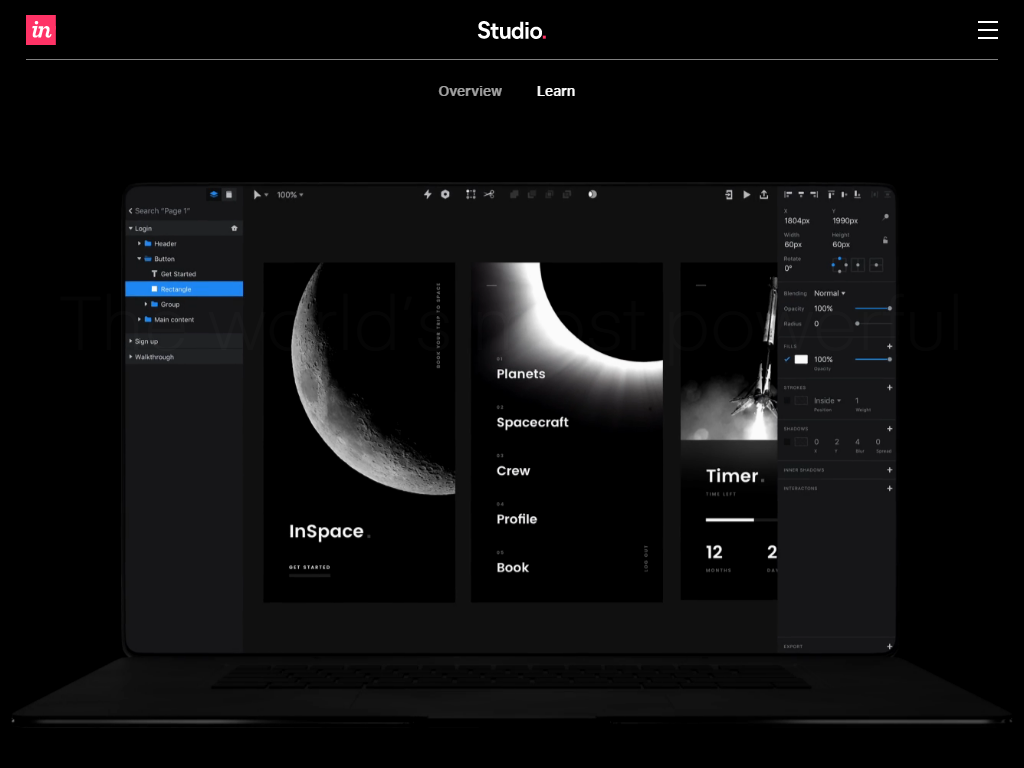 in
Studio.
Overview
Learn
100%
Search "Page 1"
Login
Header
Button
Get Started
Rectangle
Group
Main content
Sign up
Walkthrough
The world's most powerful
BOOK YOUR TRIP TO SPACE
InSpace.
GET STARTED
01
Planets
02
Spacecraft
03
Crew
04
Profile
05
Book
LOG OUT
Timer.
TIME LEFT
12
MONTHS
X
Y
1804px
1990px
Width
Height
60px
60px
Rotate
0°
Blending Normal
Opacity 100%
Radius 0
FILLS
100%
Opacity
STROKES
Inside 1
Position Weight
SHADOWS
0 2 4 0
X Y Blur Spread
INNER SHADOWS
INTERACTIONS
EXPORT